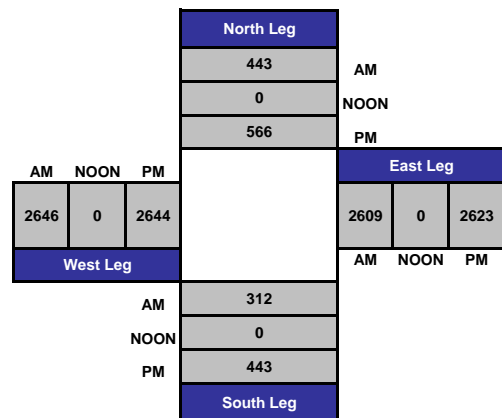 North Leg
443 AM
0 NOON
566 PM
AM NOON PM
East Leg
2646 0 2644
2609 0 2623
West Leg
AM NOON PM
AM 312
NOON 0
PM 443
South Leg